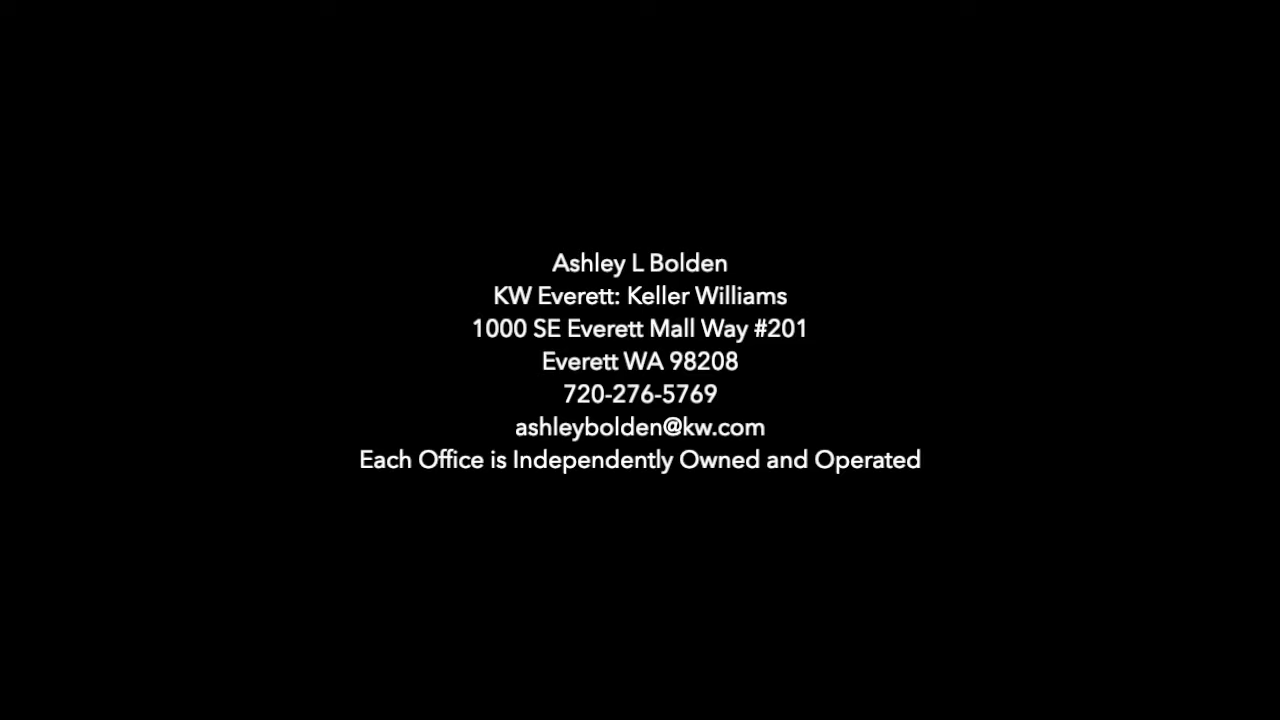 Ashley L Bolden
KW Everett: Keller Williams
1000 SE Everett Mall Way #201
Everett WA 98208
720-276-5769
ashleybolden@kw.com
Each Office is Independently Owned and Operated